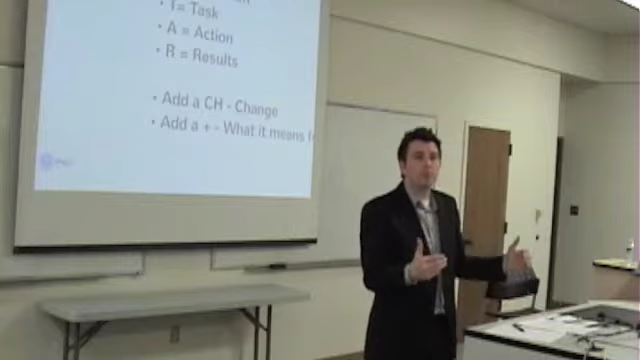 • T= Task
• A = Action
• R = Results
• Add a CH - Change
• Add a + - What it means